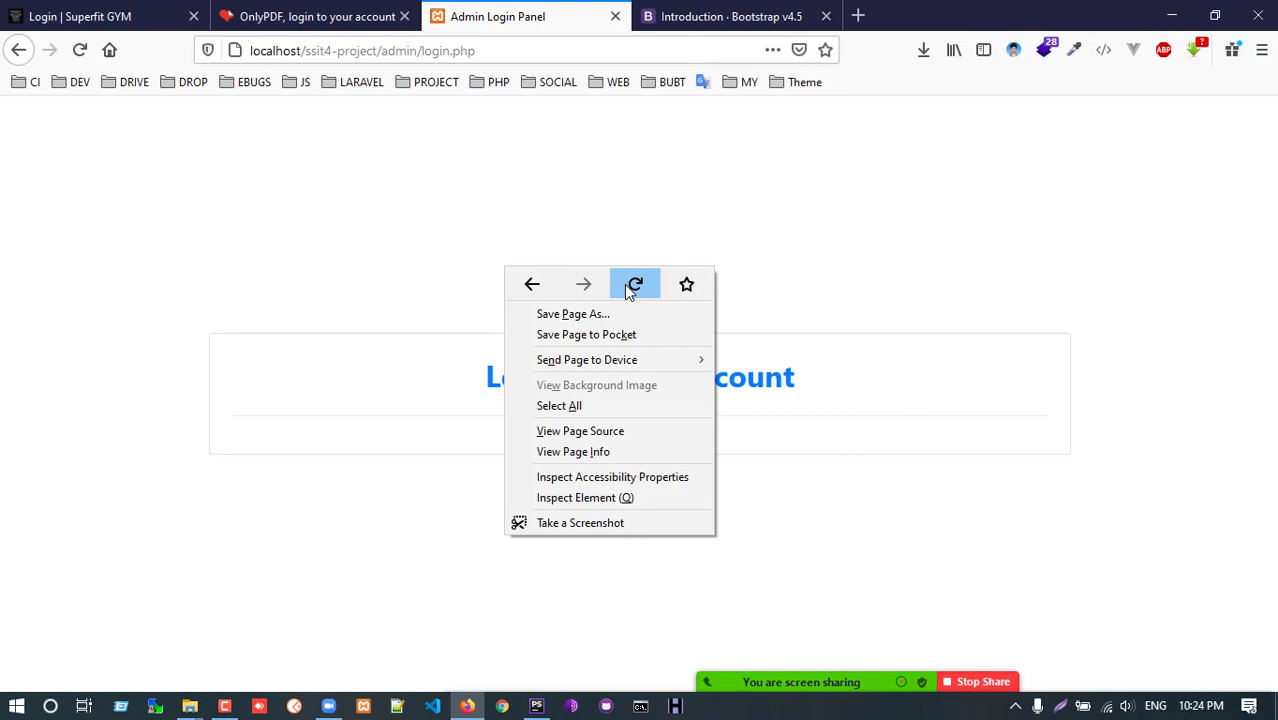 Login | Superfit GYM
OnlyPDF, login to your account
Admin Login Panel
Introduction · Bootstrap v4.5
localhost/ssit4-project/admin/login.php
28
ABP
?
CI
DEV
DRIVE
DROP
EBUGS
JS
LARAVEL
PROJECT
PHP
SOCIAL
WEB
BUBT
MY
Theme
Save Page As...
Save Page to Pocket
Send Page to Device
View Background Image
Select All
View Page Source
View Page Info
Inspect Accessibility Properties
Inspect Element (Q)
Take a Screenshot
count
You are screen sharing
Stop Share
ENG
10:24 PM